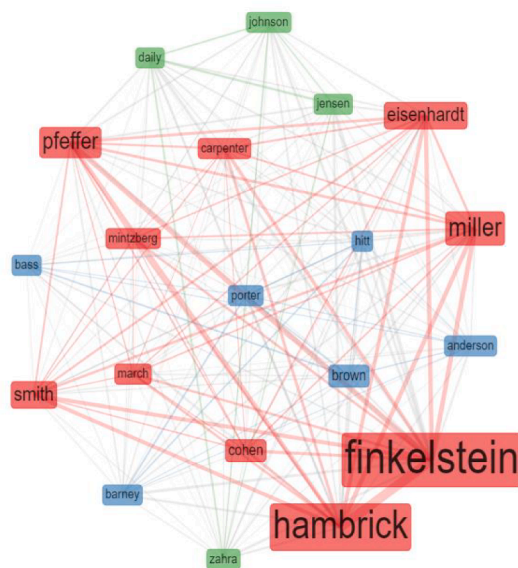 johnson
daily
jensen
eisenhardt
pfeffer
carpenter
miller
mintzberg
hitt
bass
porter
anderson
march
brown
smith
cohen
finkelstein
barney
hambrick
zahra